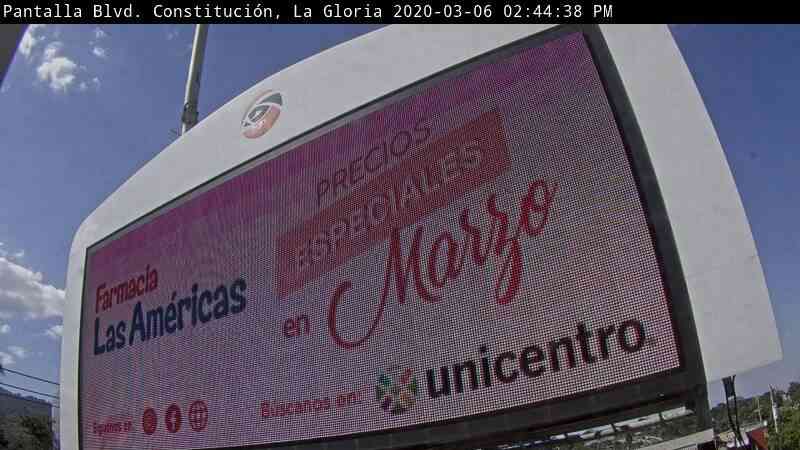 Pantalla Blvd. Constitución, La Gloria 2020-03-06 02:44:38 PM
PRECIOS
ESPECIALES
en Marzo
Farmacia
Las Américas
Síguenos en:
Búscanos en: unicentro